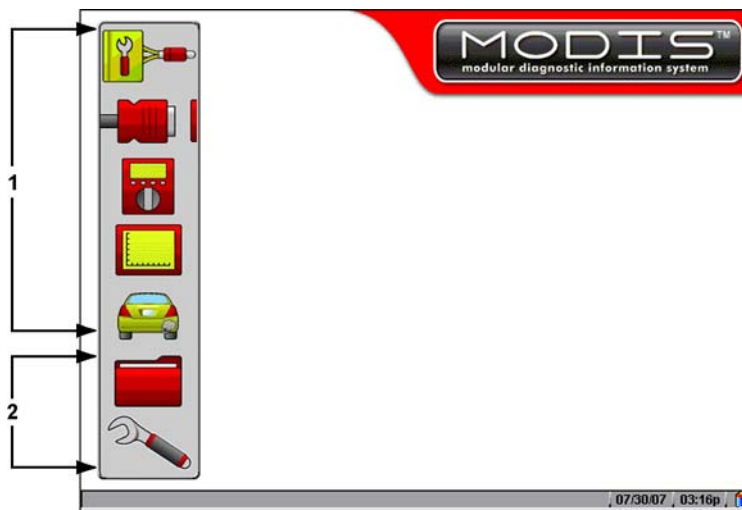 MODIS™
modular diagnostic information system
1
2
07/30/07 03:16p